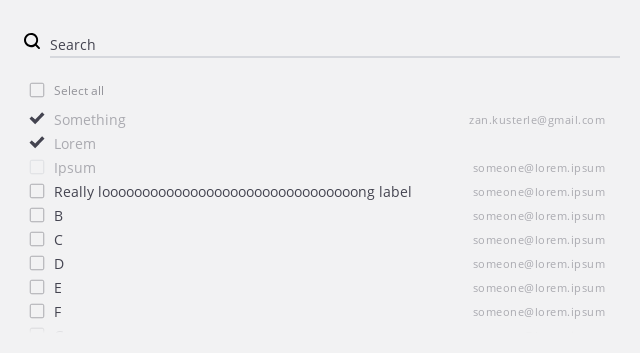 Search
Select all
Something zan.kusterle@gmail.com
Lorem
Ipsum someone@lorem.ipsum
Really loooooooooooooooooooooooooooooooong label someone@lorem.ipsum
B someone@lorem.ipsum
C someone@lorem.ipsum
D someone@lorem.ipsum
E someone@lorem.ipsum
F someone@lorem.ipsum